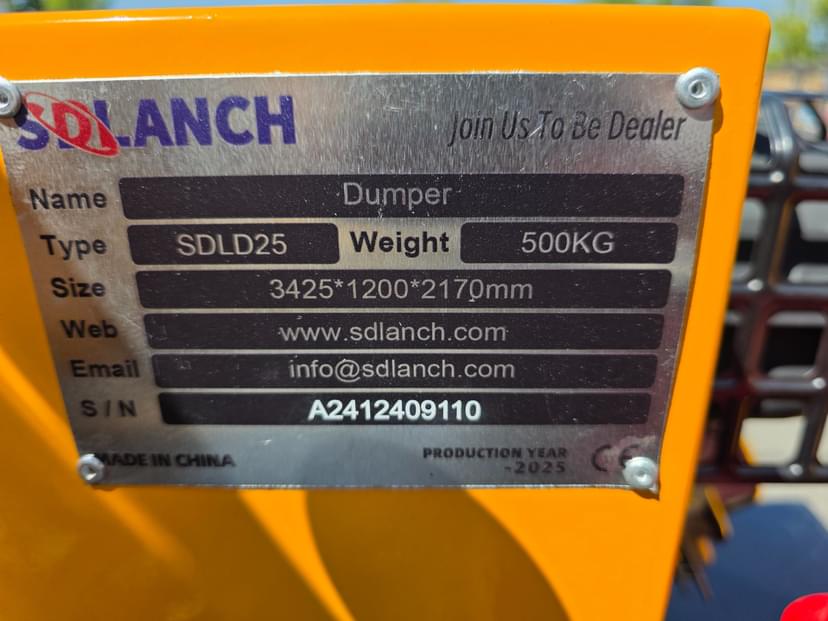 SDLANCH
Join Us To Be Dealer
Name Dumper
Type SDLD25 Weight 500KG
Size 3425*1200*2170mm
Web www.sdlanch.com
Email info@sdlanch.com
S/N A2412409110
MADE IN CHINA
PRODUCTION YEAR
-2025 CE